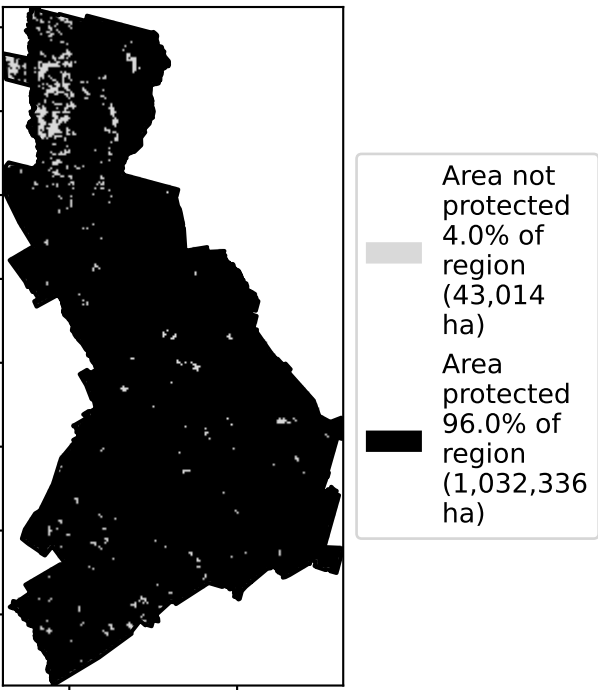 Area not
protected
4.0% of
region
(43,014
ha)
Area
protected
96.0% of
region
(1,032,336
ha)